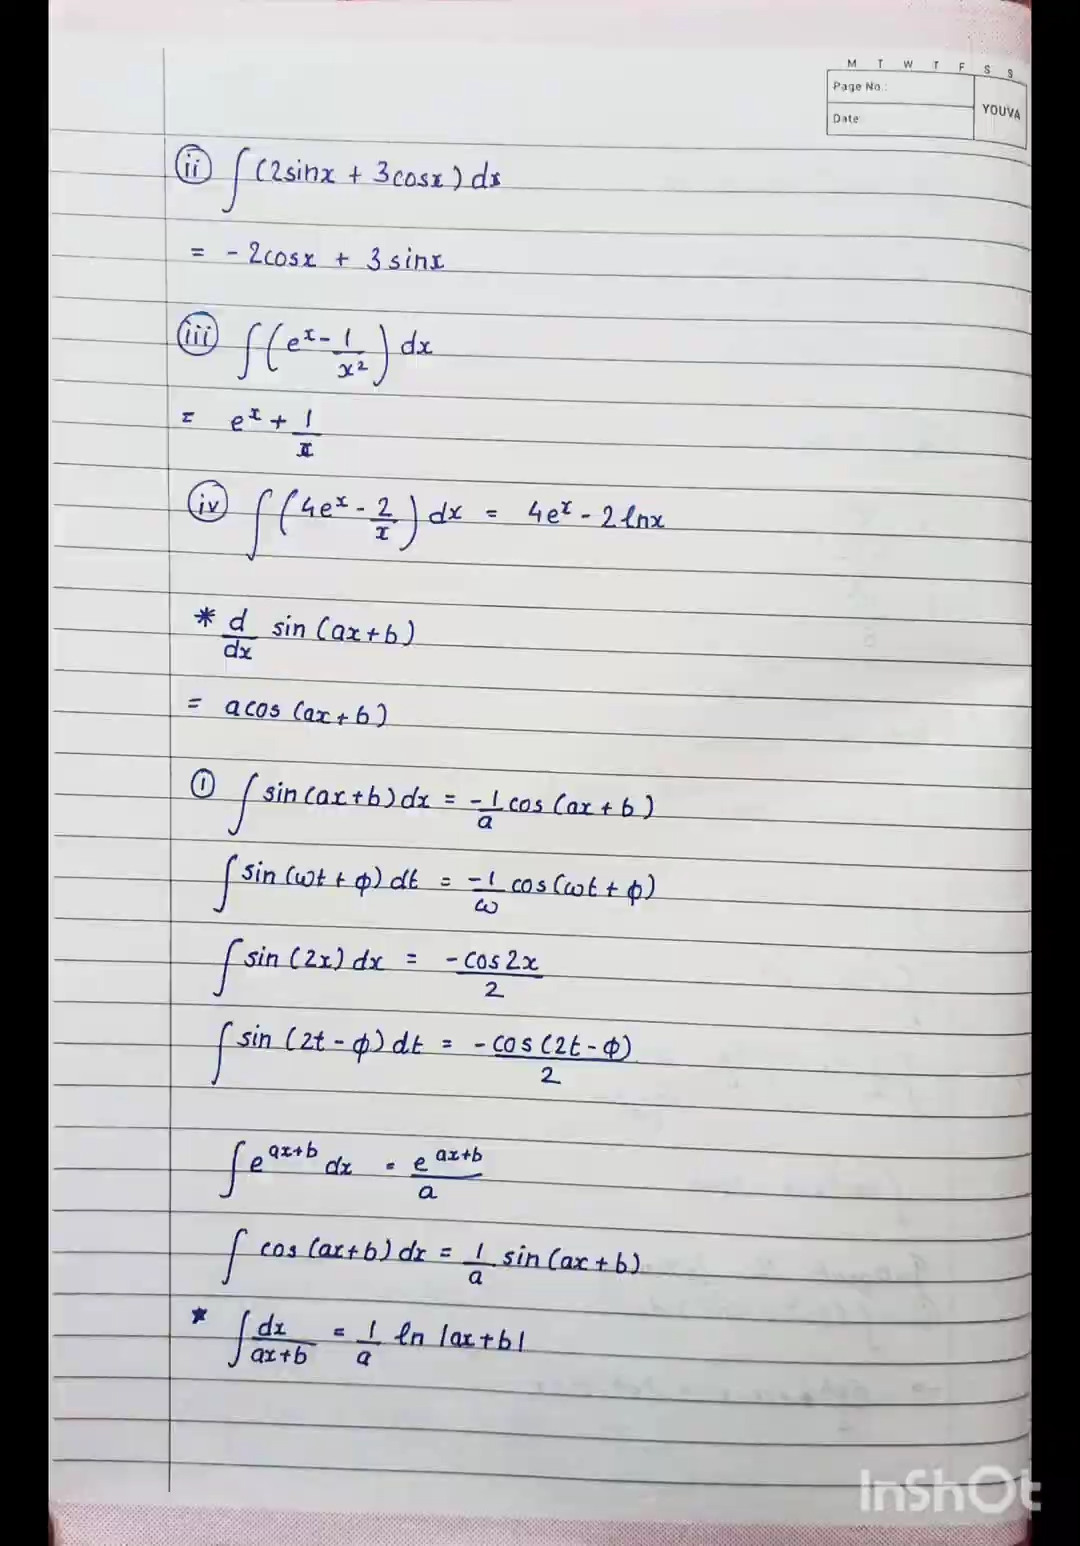 M T W T F S S
Page No.:
YOUVA
Date
(ii) ∫(2sinx + 3cosx) dx
= -2cosx + 3sinx
(iii) ∫(e^x - 1/x²) dx
= e^x + 1/x
(iv) ∫(4e^x - 2/x) dx = 4e^x - 2lnx
* d/dx sin(ax+b)
= acos(ax+b)
① ∫sin(ax+b)dx = -1/a cos(ax+b)
∫sin(ωt+φ)dt = -1/ω cos(ωt+φ)
∫sin(2x)dx = -cos2x/2
∫sin(2t-φ)dt = -cos(2t-φ)/2
∫e^(ax+b) dx = e^(ax+b)/a
∫cos(ax+b)dx = 1/a sin(ax+b)
* ∫dx/(ax+b) = 1/a ln|ax+b|
InShOt